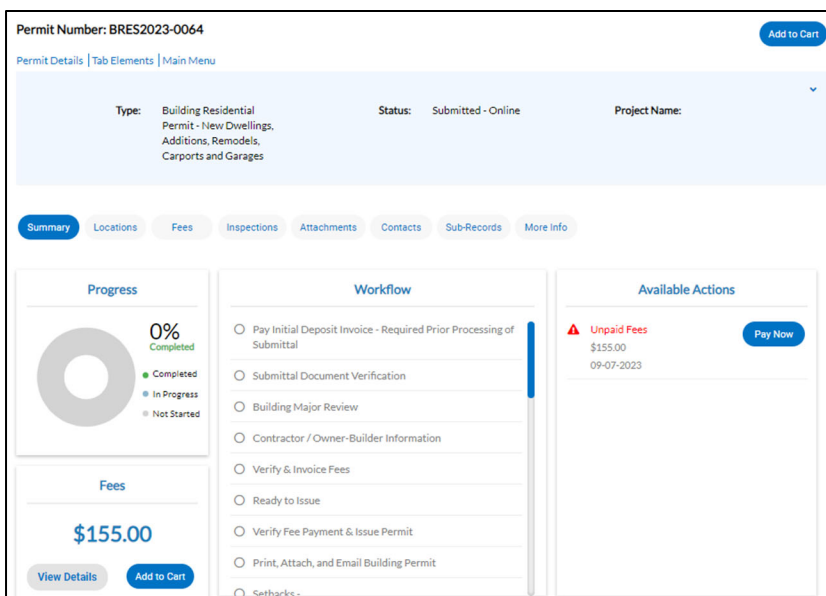 Permit Number: BRES2023-0064
Add to Cart
Permit Details | Tab Elements | Main Menu
Type: Building Residential
Permit - New Dwellings,
Additions, Remodels,
Carports and Garages
Status: Submitted - Online
Project Name:
Summary Locations Fees Inspections Attachments Contacts Sub-Records More Info
Progress
0%
Completed
Completed
In Progress
Not Started
Fees
$155.00
View Details Add to Cart
Workflow
Pay Initial Deposit Invoice - Required Prior Processing of
Submittal
Submittal Document Verification
Building Major Review
Contractor / Owner-Builder Information
Verify & Invoice Fees
Ready to Issue
Verify Fee Payment & Issue Permit
Print, Attach, and Email Building Permit
Setbacks -
Available Actions
Unpaid Fees
$155.00
09-07-2023
Pay Now